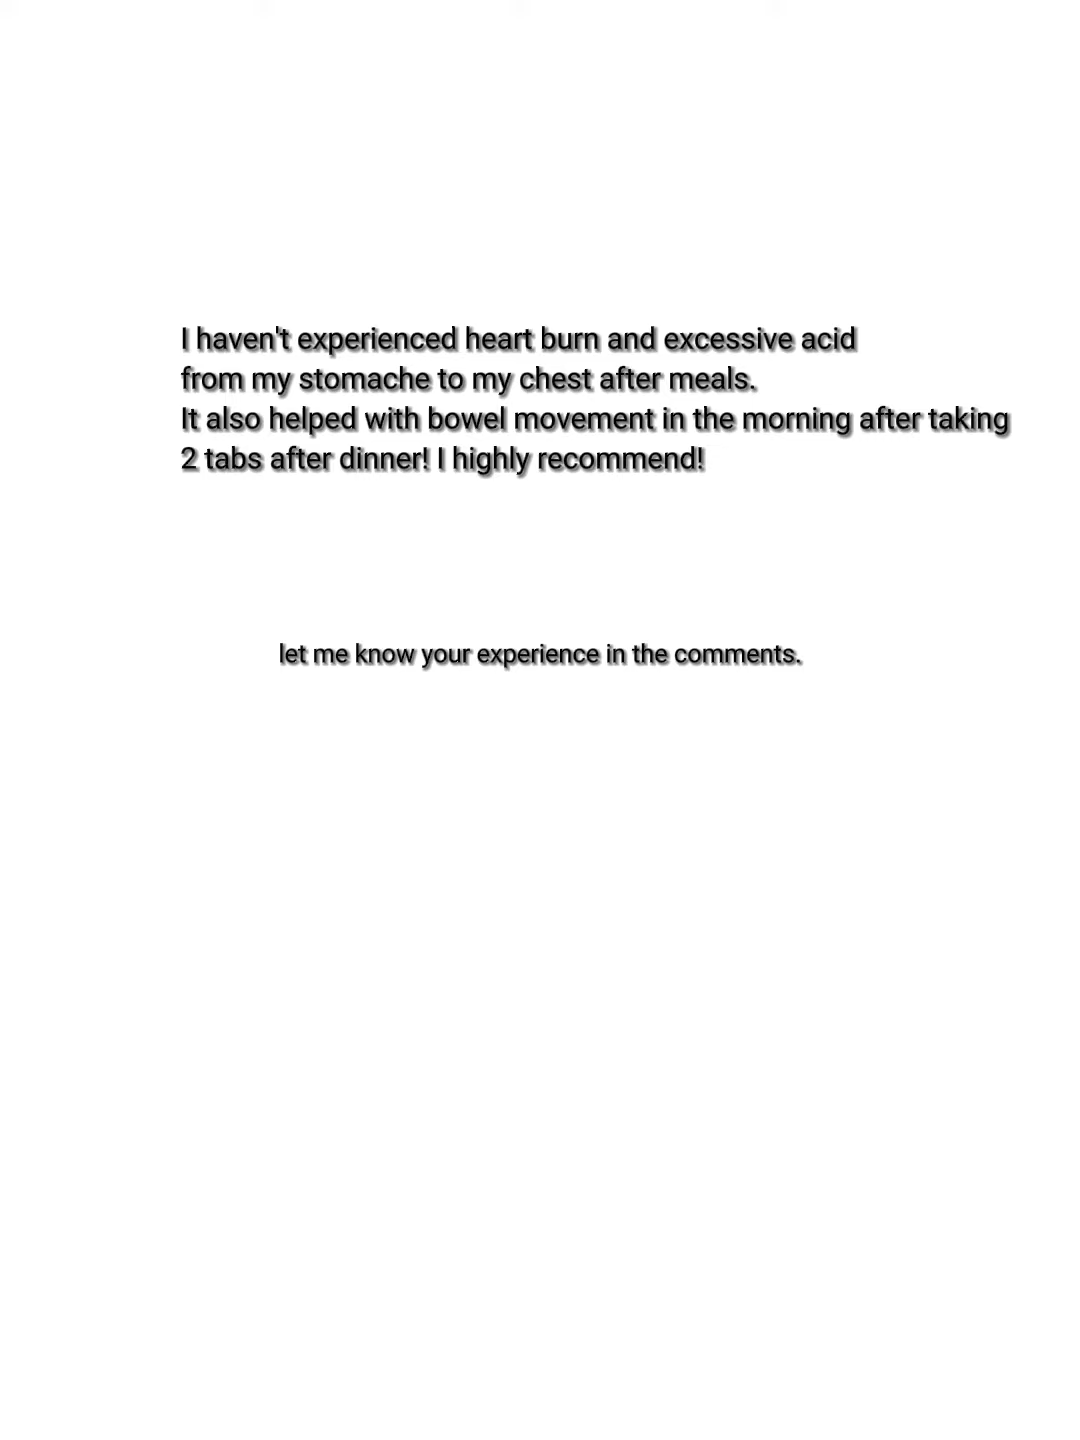 I haven't experienced heart burn and excessive acid
from my stomache to my chest after meals.
It also helped with bowel movement in the morning after taking
2 tabs after dinner! I highly recommend!
let me know your experience in the comments.